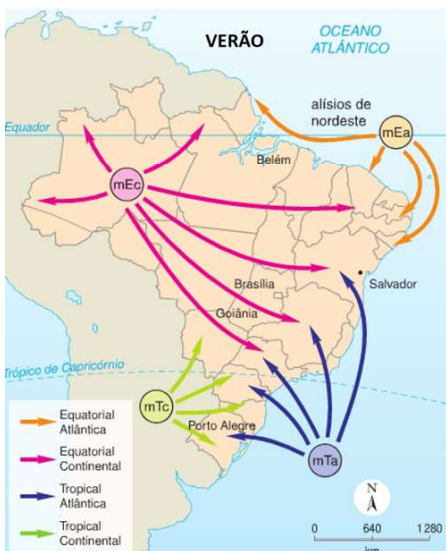 VERÃO
OCEANO
ATLÂNTICO
alísios de
nordeste
mEa
Equador
Belém
mEc
Salvador
Brasília
Goiânia
Trópico de Capricórnio
mTc
Porto Alegre
mTa
Equatorial
Atlântica
Equatorial
Continental
Tropical
Atlântica
Tropical
Continental
N
0 640 1 280
km